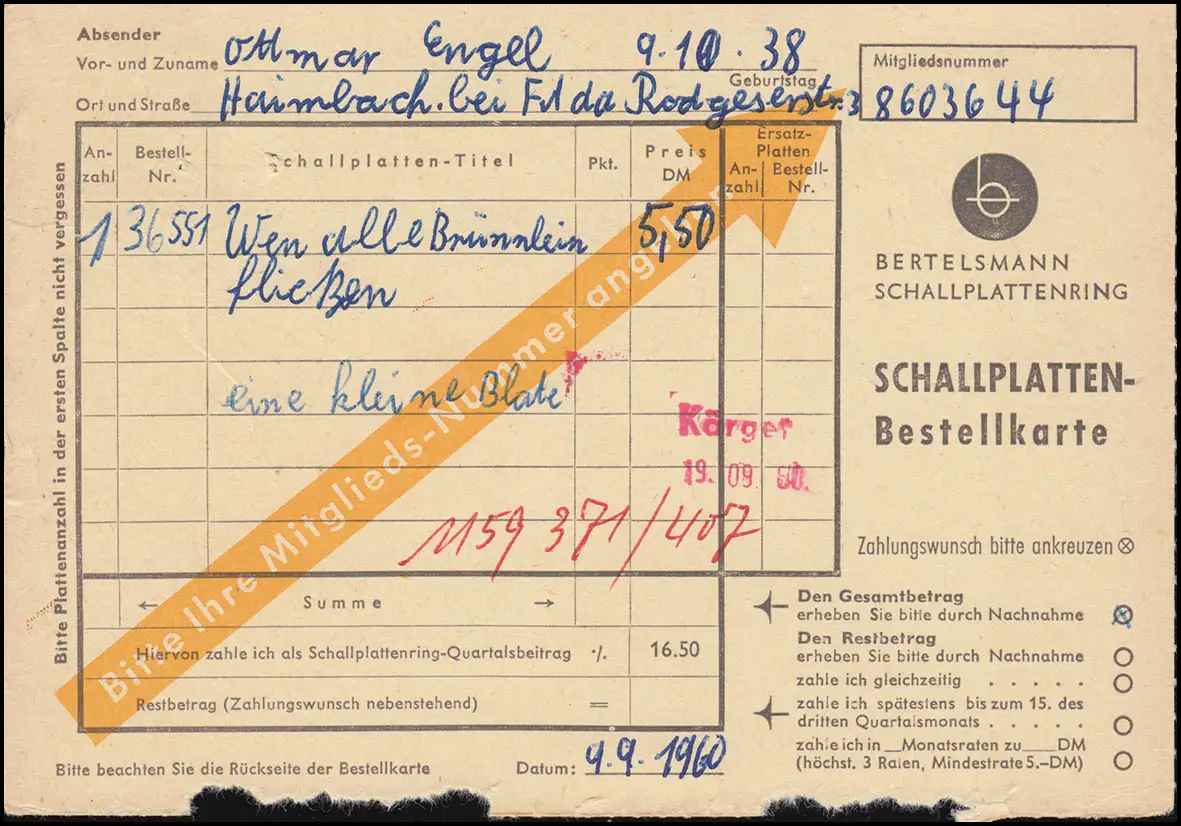 Absender
Vor- und Zuname Ottmar Engel 9.10.38
Geburtstag
Ort und Straße Haimbach. bei Fulda Rodgeserstr. 3
Mitgliedsnummer
8603644
An-zahl Bestell-Nr. Schallplatten-Titel Pkt. Preis DM Ersatz-Platten An-zahl Bestell-Nr.
1 36551 Wen alle Brünnlein 5,50
fließen
eine kleine Blate
Kärger
19. 09. 60.
1159 371/407
← Summe →
Hiervon zahle ich als Schallplattenring-Quartalsbeitrag ·/. 16.50
Restbetrag (Zahlungswunsch nebenstehend) =
Bitte beachten Sie die Rückseite der Bestellkarte Datum: 9.9.1960
Bitte Plattenanzahl in der ersten Spalte nicht vergessen
Bitte Ihre Mitglieds-Nummer angeben
b
BERTELSMANN
SCHALLPLATTENRING
SCHALLPLATTEN-
Bestellkarte
Zahlungswunsch bitte ankreuzen ⊗
Den Gesamtbetrag
erheben Sie bitte durch Nachnahme
Den Restbetrag
erheben Sie bitte durch Nachnahme
zahle ich gleichzeitig . . . . .
zahle ich spätestens bis zum 15. des
dritten Quartalsmonats . . . . .
zahle ich in __Monatsraten zu____DM
(höchst. 3 Raten, Mindestrate 5.–DM)